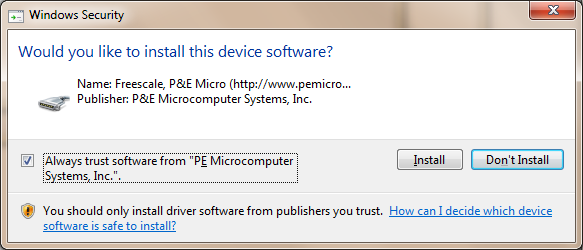 Windows Security
Would you like to install this device software?
Name: Freescale, P&E Micro (http://www.pemicro...
Publisher: P&E Microcomputer Systems, Inc.
Always trust software from "PE Microcomputer
Systems, Inc.".
Install
Don't Install
You should only install driver software from publishers you trust. How can I decide which device
software is safe to install?